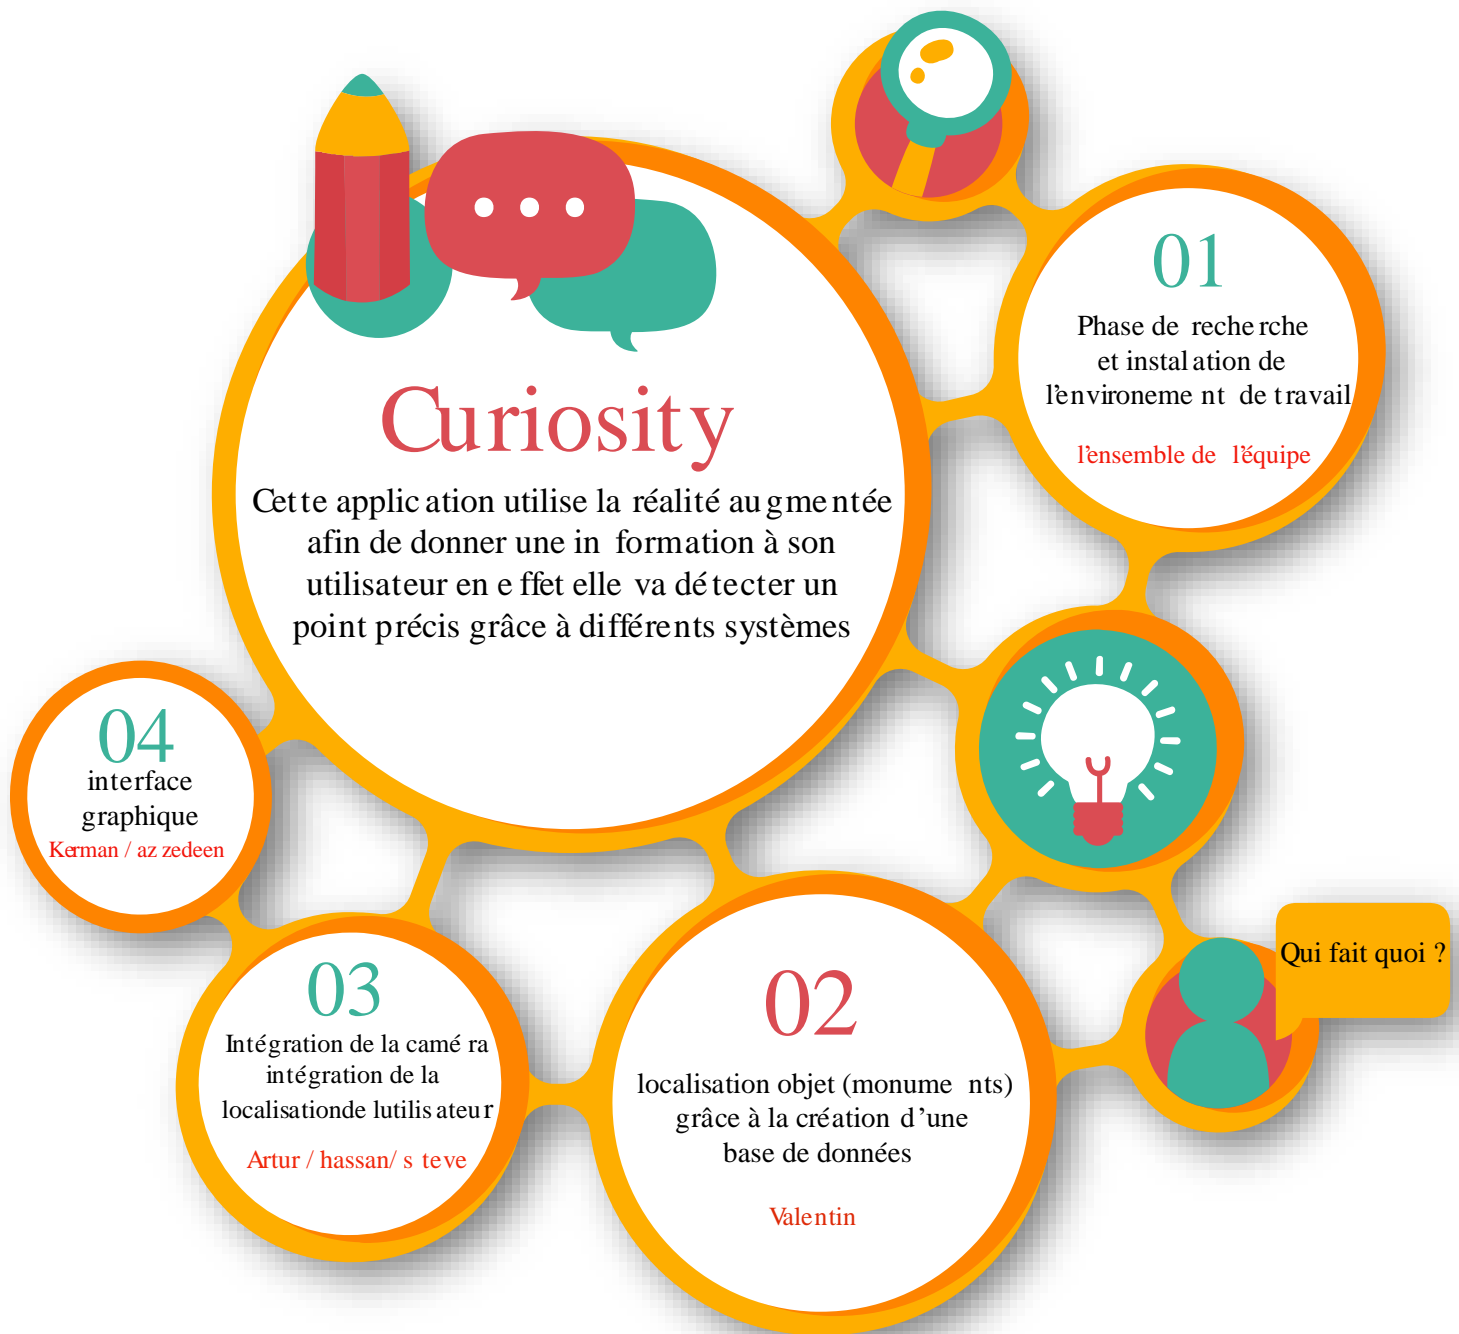 Curiosity
Cette application utilise la réalité augmentée
afin de donner une information à son
utilisateur en effet elle va détecter un
point précis grâce à différents systèmes
01
Phase de recherche
et instalation de
l'environement de travail
l'ensemble de l'équipe
02
localisation objet (monuments)
grâce à la création d'une
base de données
Valentin
03
Intégration de la caméra
intégration de la
localisationde lutilisateur
Artur / hassan/ steve
04
interface
graphique
Kerman / azzedeen
Qui fait quoi ?